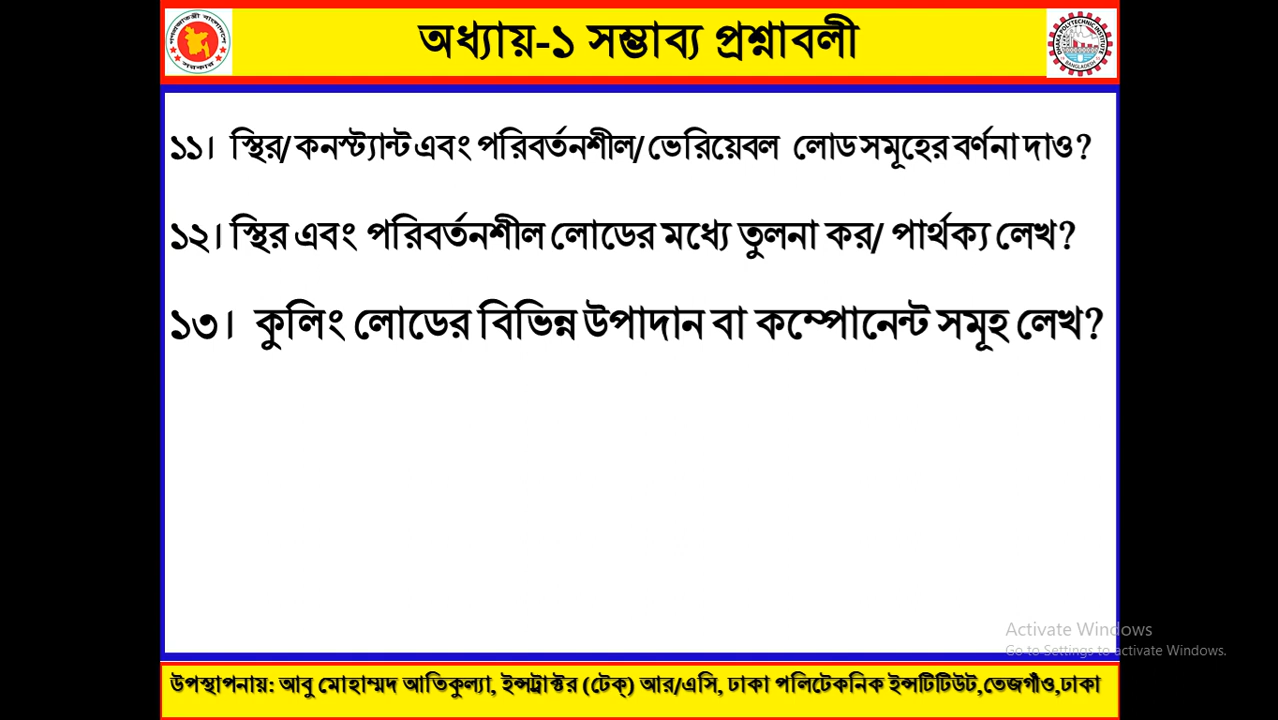 অধ্যায়-১ সম্ভাব্য প্রশ্নাবলী
১১। স্থির/ কনস্ট্যান্ট এবং পরিবর্তনশীল/ ভেরিয়েবল লোড সমূহের বর্ণনা দাও?
১২। স্থির এবং পরিবর্তনশীল লোডের মধ্যে তুলনা কর/ পার্থক্য লেখ?
১৩। কুলিং লোডের বিভিন্ন উপাদান বা কম্পোনেন্ট সমূহ লেখ?
Activate Windows
Go to Settings to activate Windows.
উপস্থাপনায়: আবু মোহাম্মদ আতিকুল্যা, ইন্সট্রাক্টর (টেক্) আর/এসি, ঢাকা পলিটেকনিক ইন্সটিটিউট,তেজগাঁও,ঢাকা